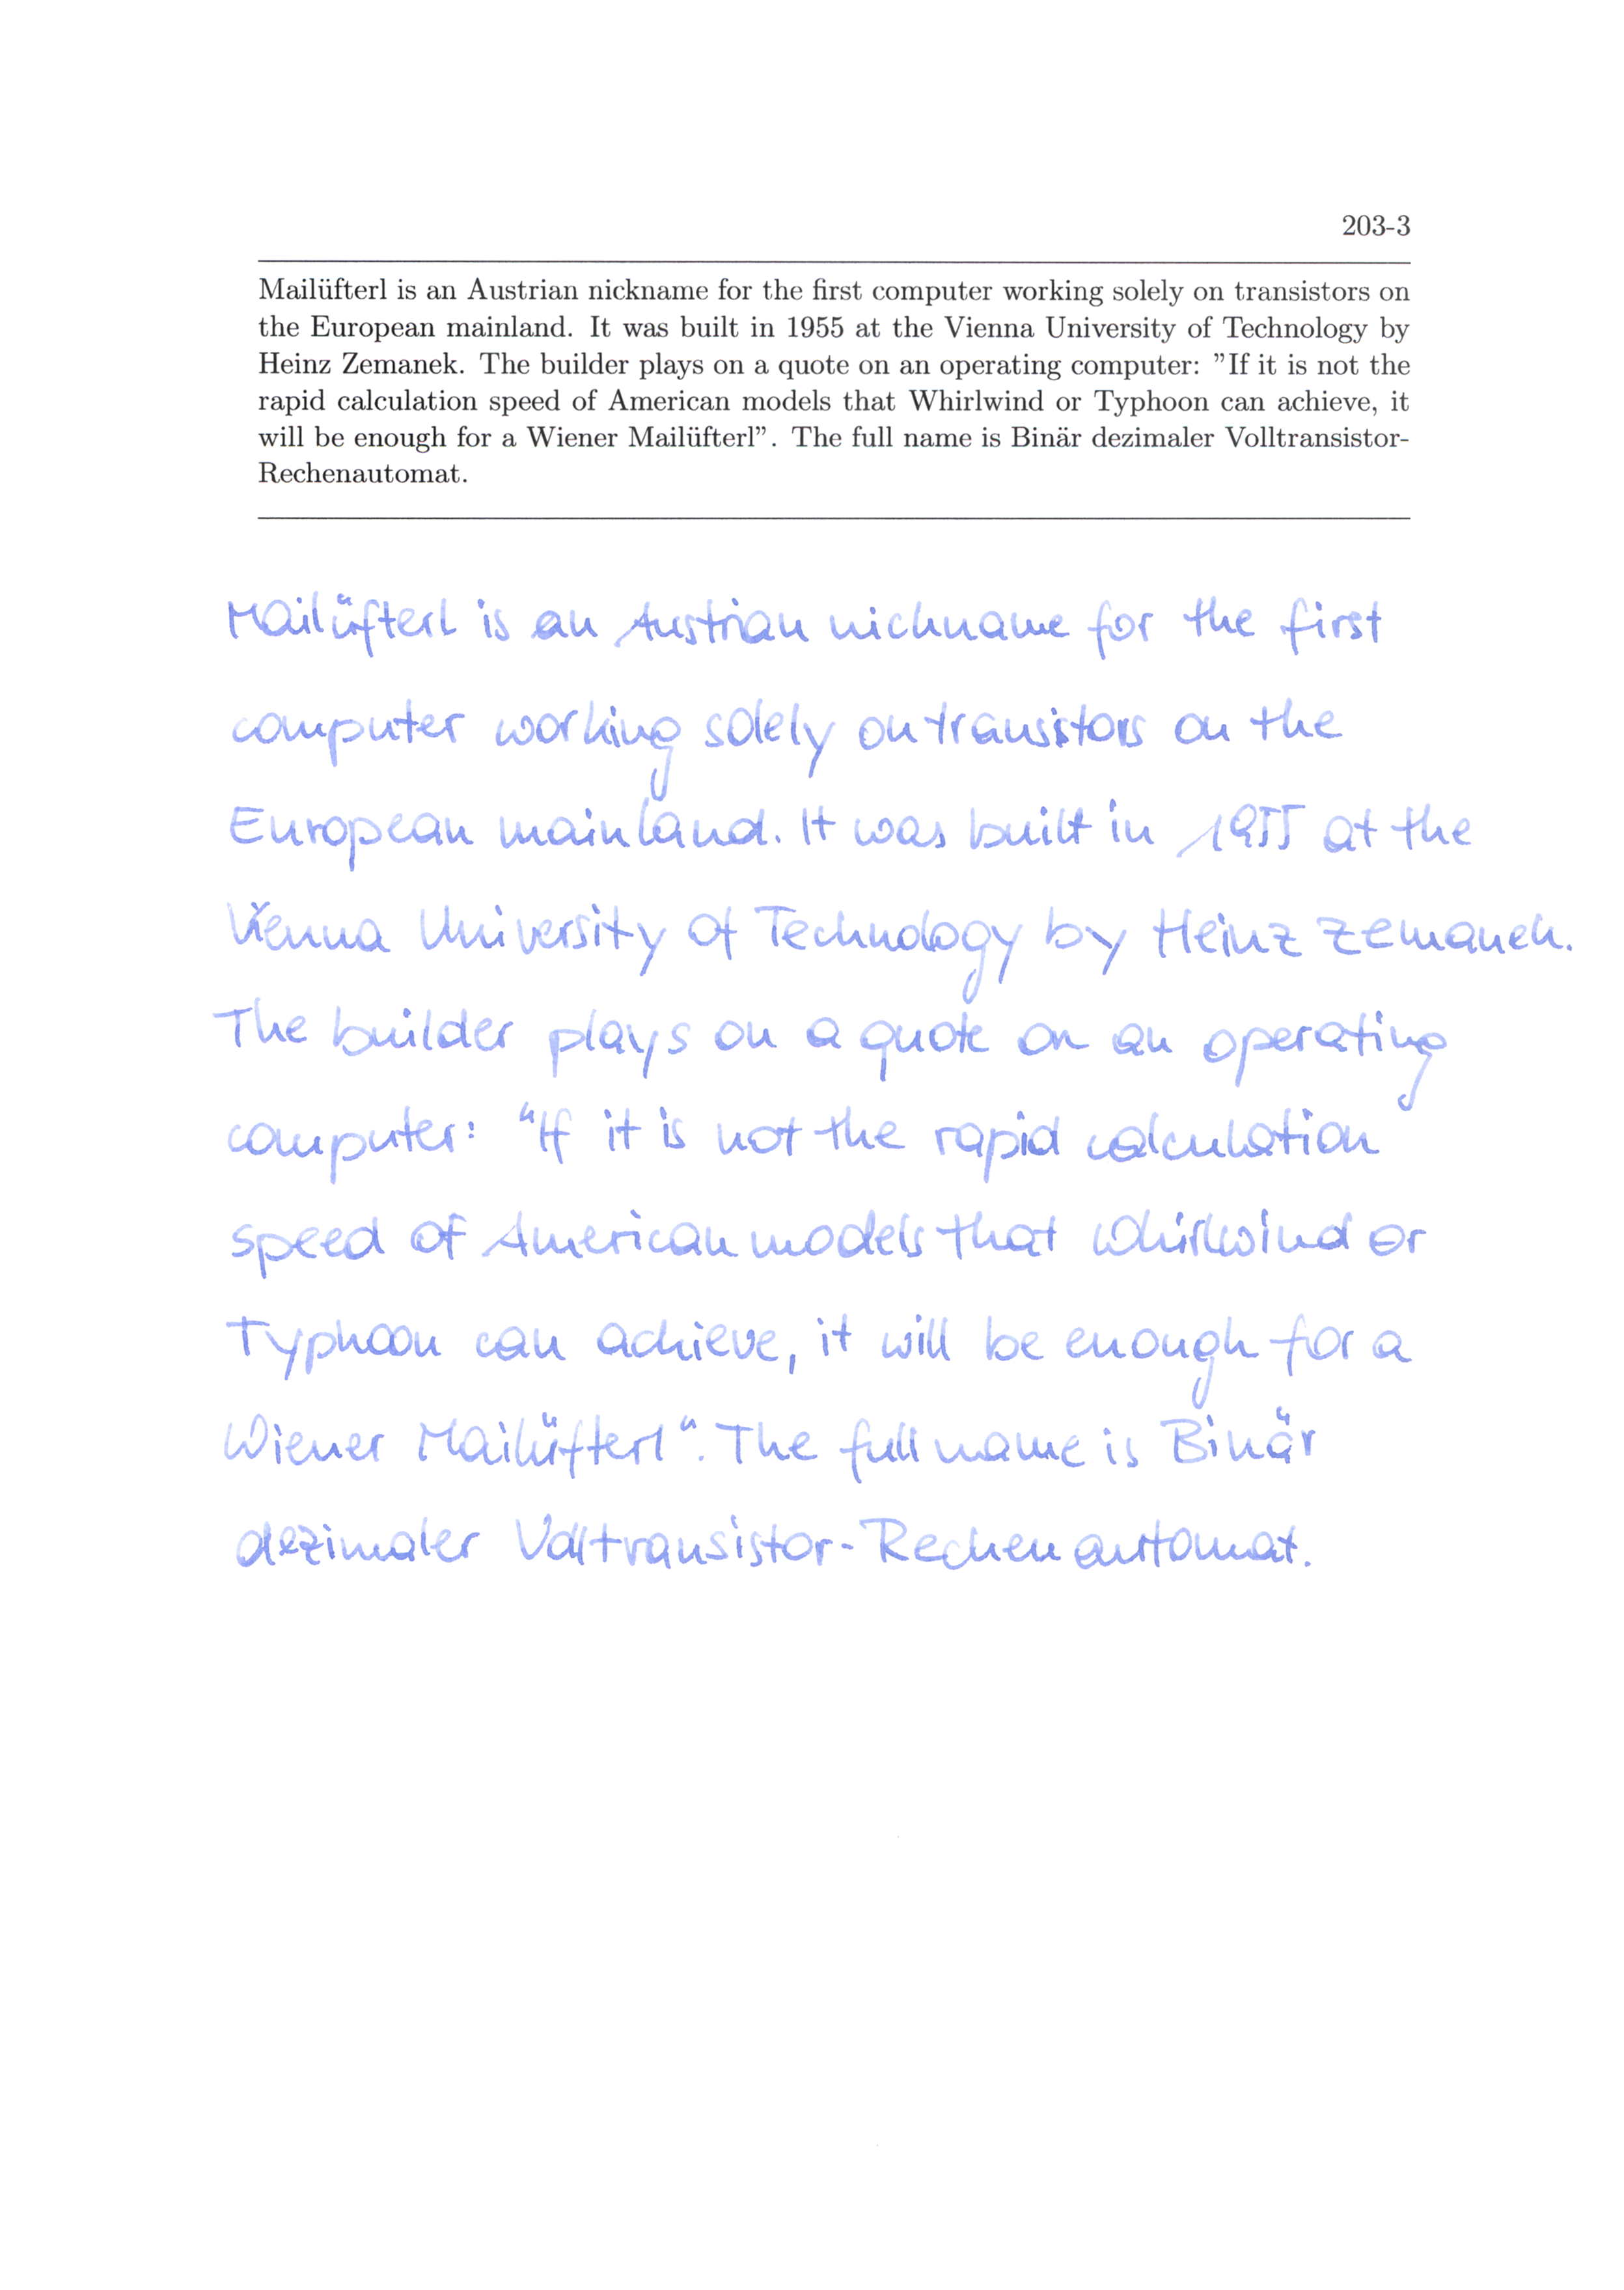 203-3
Mailüfterl is an Austrian nickname for the first computer working solely on transistors on
the European mainland. It was built in 1955 at the Vienna University of Technology by
Heinz Zemanek. The builder plays on a quote on an operating computer: ”If it is not the
rapid calculation speed of American models that Whirlwind or Typhoon can achieve, it
will be enough for a Wiener Mailüfterl”. The full name is Binär dezimaler Volltransistor-
Rechenautomat.
Mailüfterl is an Austrian nickname for the first
computer working solely on transistors on the
European mainland. It was built in 1955 at the
Vienna University of Technology by Heinz Zemanek.
The builder plays on a quote on an operating
computer: “If it is not the rapid calculation
speed of American models that Whirlwind or
Typhoon can achieve, it will be enough for a
Wiener Mailüfterl“. The full name is Binär
dezimaler Volltransistor-Rechenautomat.